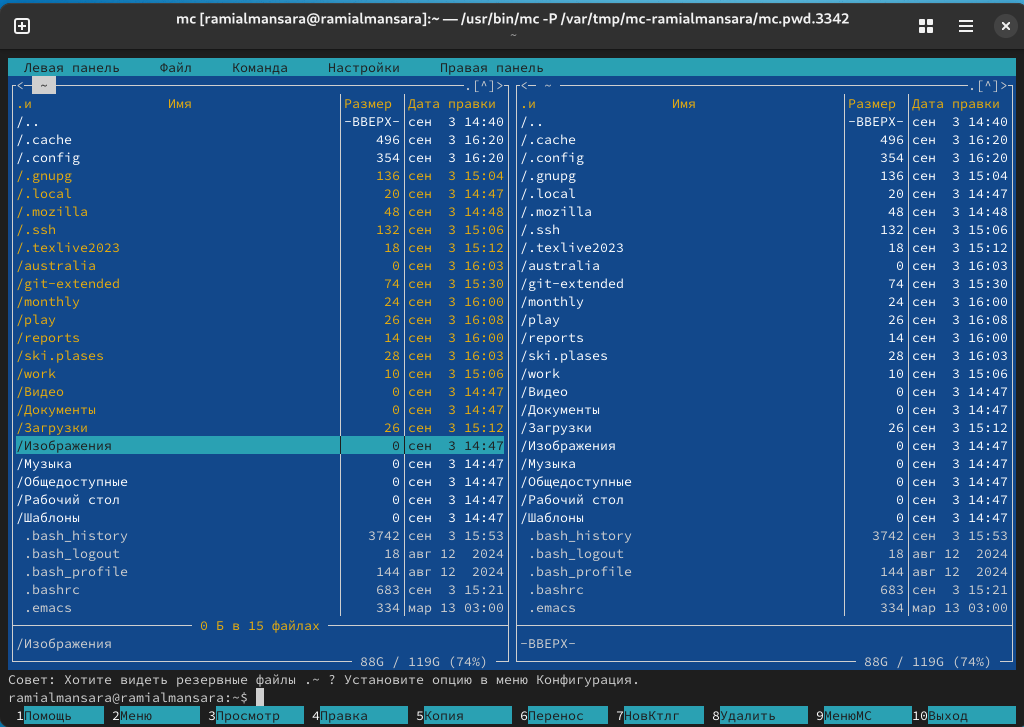 mc [ramialmansara@ramialmansara]:~ — /usr/bin/mc -P /var/tmp/mc-ramialmansara/mc.pwd.3342
~
Левая панель Файл Команда Настройки Правая панель
<— ~ .[^]> <— ~ .[^]>
.и Имя Размер Дата правки .и Имя Размер Дата правки
/.. -ВВЕРХ- сен 3 14:40 /.. -ВВЕРХ- сен 3 14:40
/.cache 496 сен 3 16:20 /.cache 496 сен 3 16:20
/.config 354 сен 3 16:20 /.config 354 сен 3 16:20
/.gnupg 136 сен 3 15:04 /.gnupg 136 сен 3 15:04
/.local 20 сен 3 14:47 /.local 20 сен 3 14:47
/.mozilla 48 сен 3 14:48 /.mozilla 48 сен 3 14:48
/.ssh 132 сен 3 15:06 /.ssh 132 сен 3 15:06
/.texlive2023 18 сен 3 15:12 /.texlive2023 18 сен 3 15:12
/australia 0 сен 3 16:03 /australia 0 сен 3 16:03
/git-extended 74 сен 3 15:30 /git-extended 74 сен 3 15:30
/monthly 24 сен 3 16:00 /monthly 24 сен 3 16:00
/play 26 сен 3 16:08 /play 26 сен 3 16:08
/reports 14 сен 3 16:00 /reports 14 сен 3 16:00
/ski.plases 28 сен 3 16:03 /ski.plases 28 сен 3 16:03
/work 10 сен 3 15:06 /work 10 сен 3 15:06
/Видео 0 сен 3 14:47 /Видео 0 сен 3 14:47
/Документы 0 сен 3 14:47 /Документы 0 сен 3 14:47
/Загрузки 26 сен 3 15:12 /Загрузки 26 сен 3 15:12
/Изображения 0 сен 3 14:47 /Изображения 0 сен 3 14:47
/Музыка 0 сен 3 14:47 /Музыка 0 сен 3 14:47
/Общедоступные 0 сен 3 14:47 /Общедоступные 0 сен 3 14:47
/Рабочий стол 0 сен 3 14:47 /Рабочий стол 0 сен 3 14:47
/Шаблоны 0 сен 3 14:47 /Шаблоны 0 сен 3 14:47
.bash_history 3742 сен 3 15:53 .bash_history 3742 сен 3 15:53
.bash_logout 18 авг 12 2024 .bash_logout 18 авг 12 2024
.bash_profile 144 авг 12 2024 .bash_profile 144 авг 12 2024
.bashrc 683 сен 3 15:21 .bashrc 683 сен 3 15:21
.emacs 334 мар 13 03:00 .emacs 334 мар 13 03:00
0 Б в 15 файлах
/Изображения -ВВЕРХ-
88G / 119G (74%) 88G / 119G (74%)
Совет: Хотите видеть резервные файлы .~ ? Установите опцию в меню Конфигурация.
ramialmansara@ramialmansara:~$
1Помощь 2Меню 3Просмотр 4Правка 5Копия 6Перенос 7НовКтлг 8Удалить 9МенюМС 10Выход